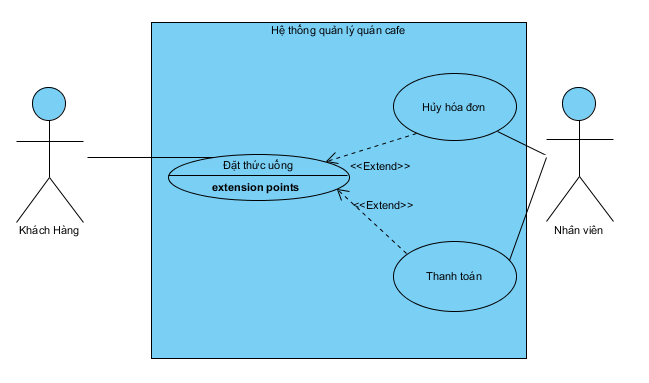 Hệ thống quản lý quán cafe
Hủy hóa đơn
Đặt thức uống
<<Extend>>
extension points
<<Extend>>
Khách Hàng
Nhân viên
Thanh toán